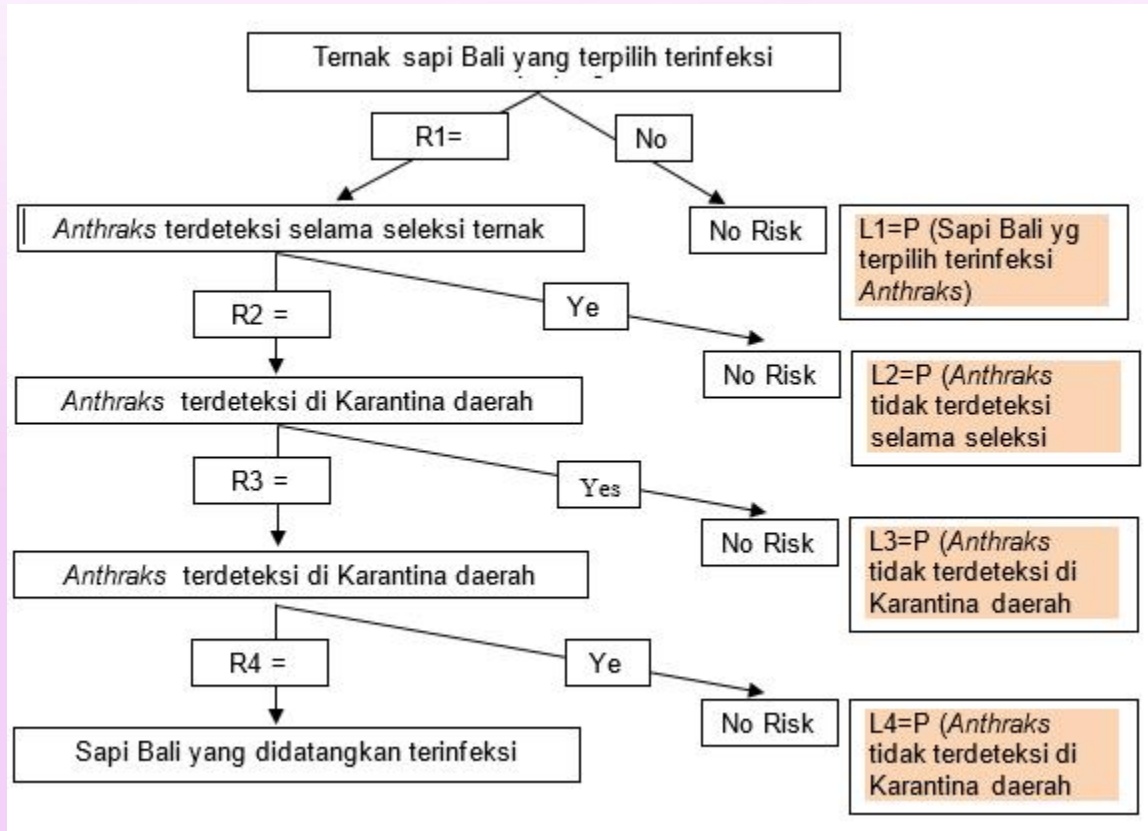 Ternak sapi Bali yang terpilih terinfeksi
R1=
No
Anthraks terdeteksi selama seleksi ternak
No Risk
L1=P (Sapi Bali yg
terpilih terinfeksi
Anthraks)
R2 =
Ye
Anthraks terdeteksi di Karantina daerah
No Risk
L2=P (Anthraks
tidak terdeteksi
selama seleksi
R3 =
Yes
Anthraks terdeteksi di Karantina daerah
No Risk
L3=P (Anthraks
tidak terdeteksi di
Karantina daerah
R4 =
Ye
Sapi Bali yang didatangkan terinfeksi
No Risk
L4=P (Anthraks
tidak terdeteksi di
Karantina daerah